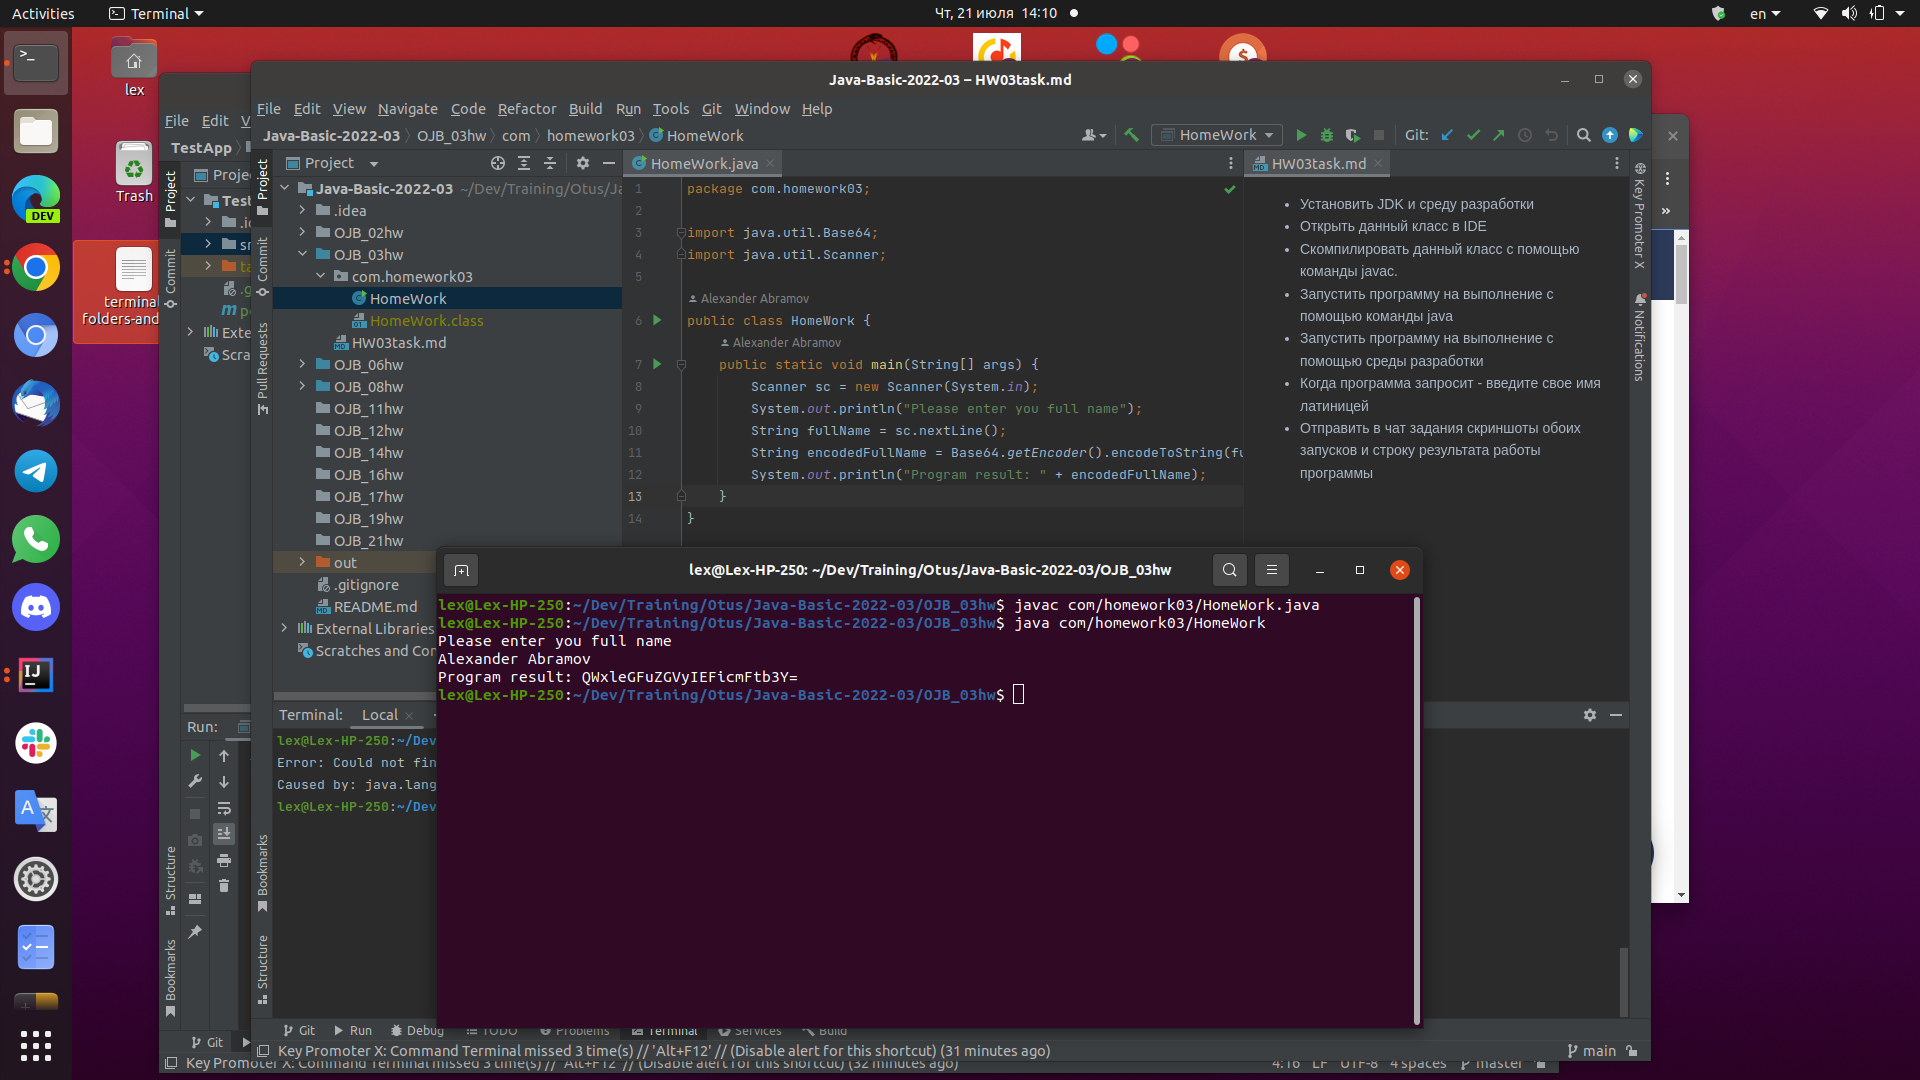 Activities
Terminal
Чт, 21 июля 14:10
en
lex
Trash
terminal
folders-and
DEV
Java-Basic-2022-03 – HW03task.md
File Edit View Navigate Code Refactor Build Run Tools Git Window Help
Java-Basic-2022-03 OJB_03hw com homework03 HomeWork
HomeWork
Git:
File Edit
TestApp
Project
Commit
Project
Commit
Pull Requests
Project
Java-Basic-2022-03 ~/Dev/Training/Otus/Ja
.idea
OJB_02hw
OJB_03hw
com.homework03
HomeWork
HomeWork.class
HW03task.md
OJB_06hw
OJB_08hw
OJB_11hw
OJB_12hw
OJB_14hw
OJB_16hw
OJB_17hw
OJB_19hw
OJB_21hw
out
.gitignore
README.md
External Libraries
Scratches and Con
HomeWork.java
1 package com.homework03;
2
3 import java.util.Base64;
4 import java.util.Scanner;
5
Alexander Abramov
6 public class HomeWork {
Alexander Abramov
7 public static void main(String[] args) {
8 Scanner sc = new Scanner(System.in);
9 System.out.println("Please enter you full name");
10 String fullName = sc.nextLine();
11 String encodedFullName = Base64.getEncoder().encodeToString(fu
12 System.out.println("Program result: " + encodedFullName);
13 }
14 }
HW03task.md
• Установить JDK и среду разработки
• Открыть данный класс в IDE
• Скомпилировать данный класс с помощью
команды javac.
• Запустить программу на выполнение с
помощью команды java
• Запустить программу на выполнение с
помощью среды разработки
• Когда программа запросит - введите свое имя
латиницей
• Отправить в чат задания скриншоты обоих
запусков и строку результата работы
программы
Key Promoter X
Notifications
lex@Lex-HP-250: ~/Dev/Training/Otus/Java-Basic-2022-03/OJB_03hw
lex@Lex-HP-250:~/Dev/Training/Otus/Java-Basic-2022-03/OJB_03hw$ javac com/homework03/HomeWork.java
lex@Lex-HP-250:~/Dev/Training/Otus/Java-Basic-2022-03/OJB_03hw$ java com/homework03/HomeWork
Please enter you full name
Alexander Abramov
Program result: QWxleGFuZGVyIEFicmFtb3Y=
lex@Lex-HP-250:~/Dev/Training/Otus/Java-Basic-2022-03/OJB_03hw$
Run:
Terminal: Local
lex@Lex-HP-250:~/Dev
Error: Could not fin
Caused by: java.lang
lex@Lex-HP-250:~/Dev
Structure
Bookmarks
Bookmarks
Structure
Git Run Debug TODO Problems Terminal Services Build
Git
Key Promoter X: Command Terminal missed 3 time(s) // 'Alt+F12' // (Disable alert for this shortcut) (31 minutes ago)
main
Key Promoter X: Command Terminal missed 3 time(s) // 'Alt+F12' // (Disable alert for this shortcut) (32 minutes ago)
4:16 LF UTF-8 4 spaces master